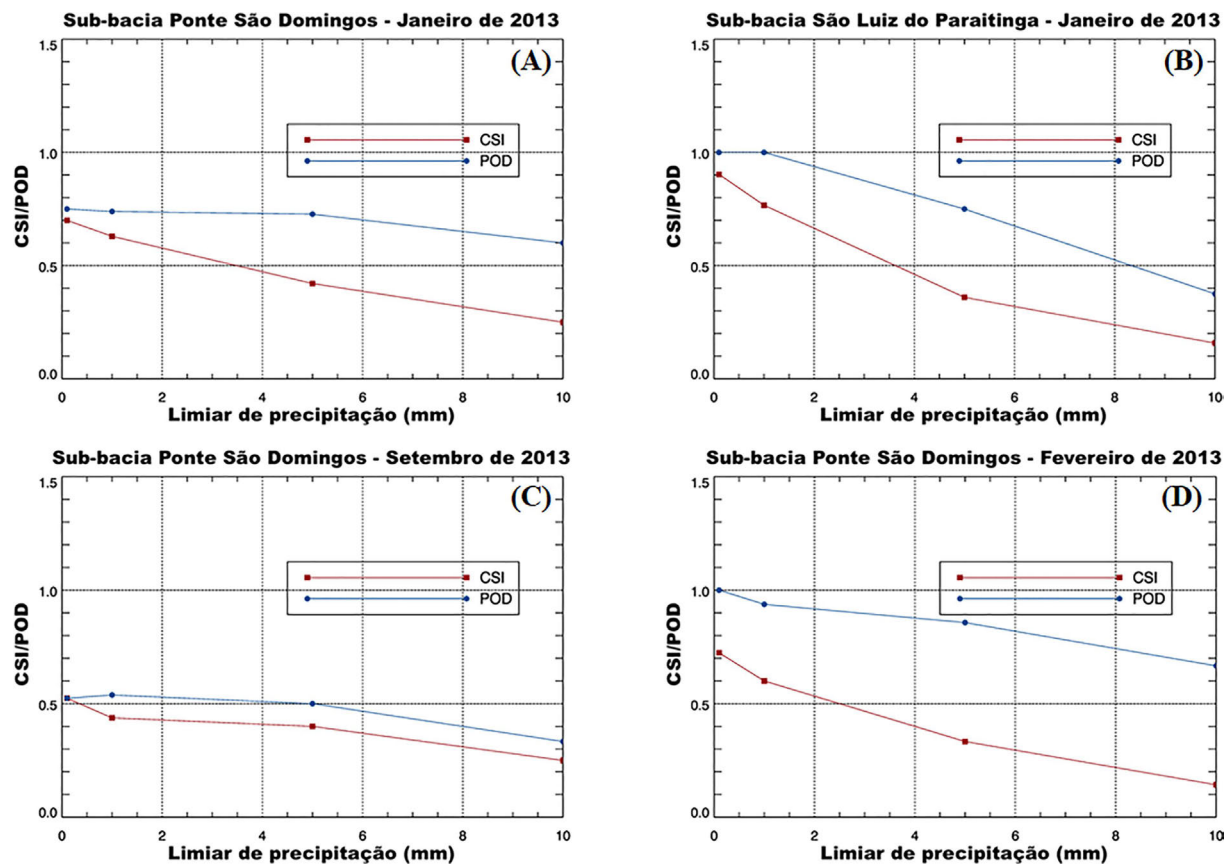 Sub-bacia Ponte São Domingos - Janeiro de 2013
(A)
1.5
1.0
0.5
0.0
CSI/POD
CSI
POD
0 2 4 6 8 10
Limiar de precipitação (mm)
Sub-bacia São Luiz do Paraitinga - Janeiro de 2013
(B)
1.5
1.0
0.5
0.0
CSI/POD
CSI
POD
0 2 4 6 8 10
Limiar de precipitação (mm)
Sub-bacia Ponte São Domingos - Setembro de 2013
(C)
1.5
1.0
0.5
0.0
CSI/POD
CSI
POD
0 2 4 6 8 10
Limiar de precipitação (mm)
Sub-bacia Ponte São Domingos - Fevereiro de 2013
(D)
1.5
1.0
0.5
0.0
CSI/POD
CSI
POD
0 2 4 6 8 10
Limiar de precipitação (mm)